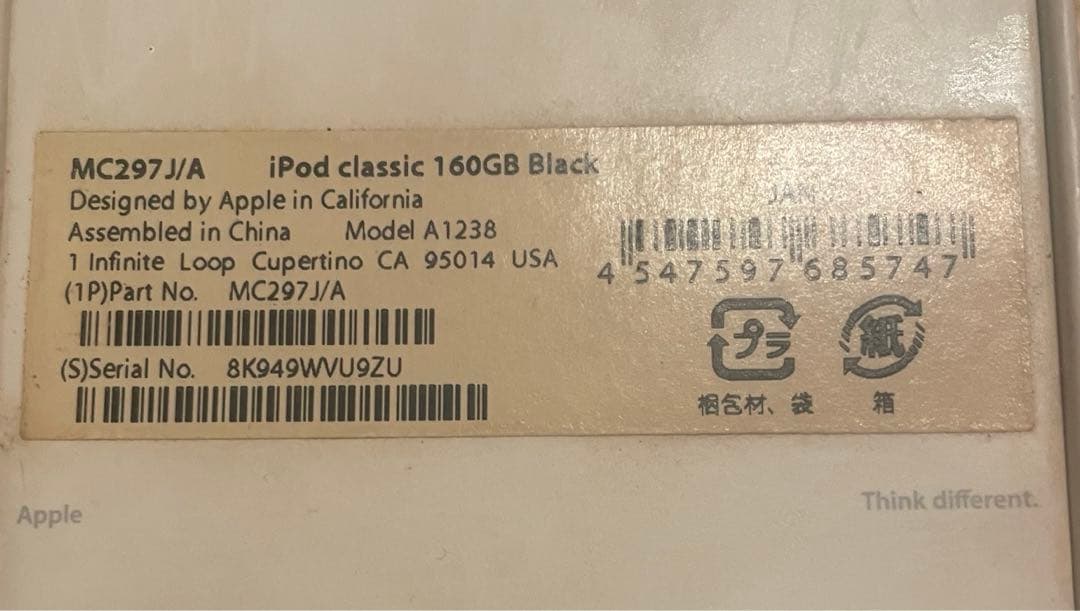 MC297J/A iPod classic 160GB Black
Designed by Apple in California
Assembled in China Model A1238
1 Infinite Loop Cupertino CA 95014 USA
(1P)Part No. MC297J/A
(S)Serial No. 8K949WVU9ZU
JAN
4 547597 685747
プラ
紙
梱包材、袋
箱
Apple
Think different.